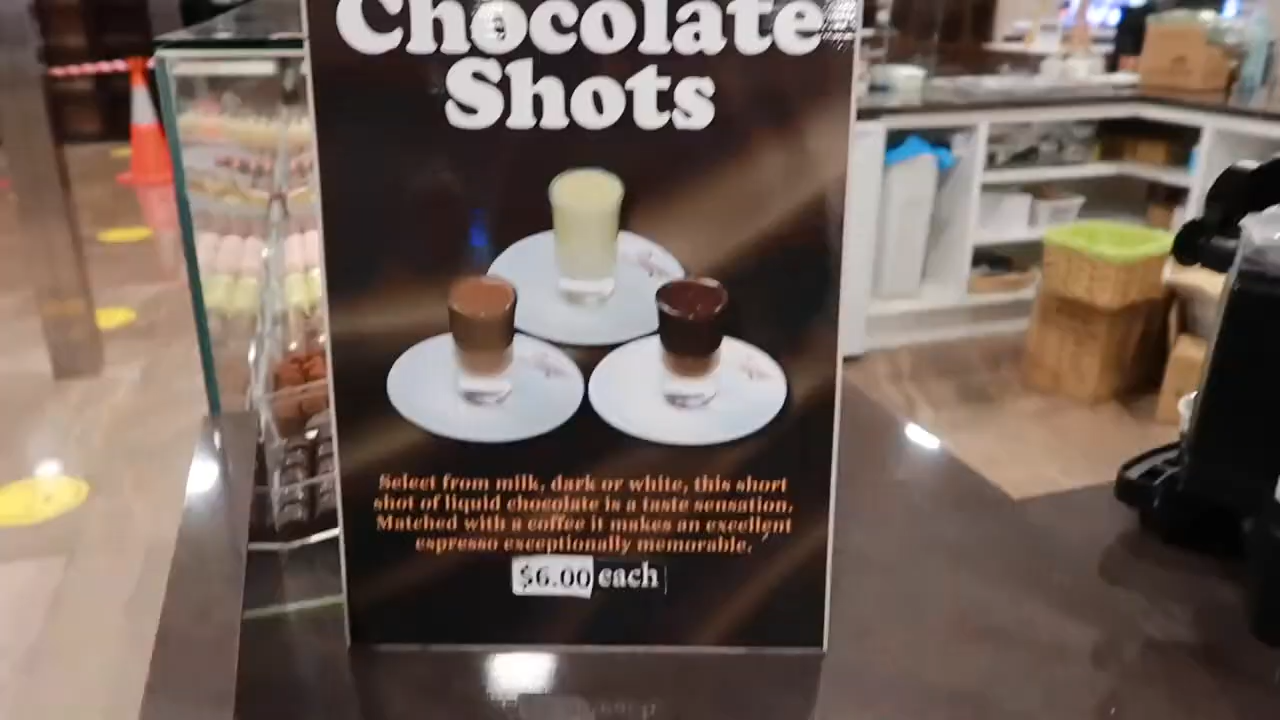 Chocolate
Shots
Select from milk, dark or white, this short
shot of liquid chocolate is a taste sensation.
Matched with a coffee it makes an excellent
espresso exceptionally memorable.
$6.00 each